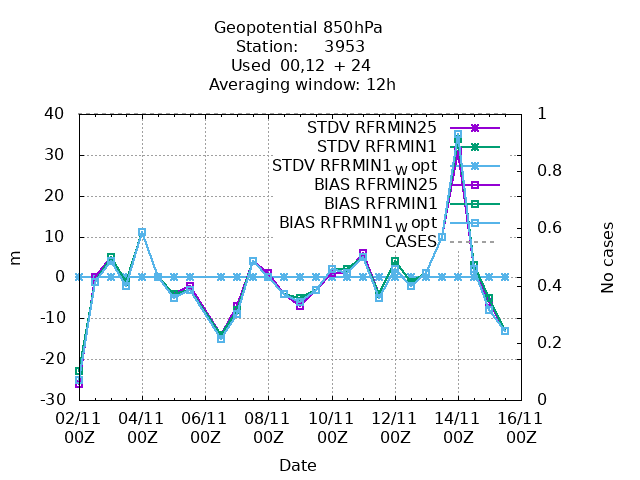 Geopotential 850hPa
Station: 3953
Used 00,12 + 24
Averaging window: 12h
40 1
STDV RFRMIN25
STDV RFRMIN1
30
STDV RFRMIN1w opt
0.8
BIAS RFRMIN25
20
BIAS RFRMIN1
BIAS RFRMIN1w opt
0.6
10
CASES
m
No cases
0
0.4
-10
0.2
-20
-30 0
02/11 04/11 06/11 08/11 10/11 12/11 14/11 16/11
00Z 00Z 00Z 00Z 00Z 00Z 00Z 00Z
Date